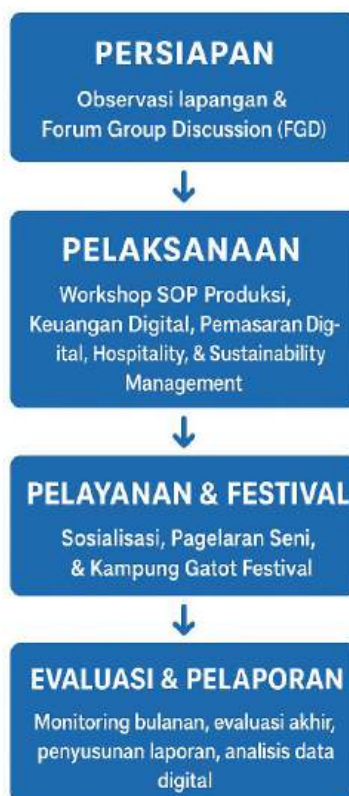 PERSIAPAN
Observasi lapangan &
Forum Group Discussion (FGD)
PELAKSANAAN
Workshop SOP Produksi,
Keuangan Digital, Pemasaran Dig-
ital, Hospitality, & Sustainability
Management
PELAYANAN & FESTIVAL
Sosialisasi, Pagelaran Seni,
& Kampung Gatot Festival
EVALUASI & PELAPORAN
Monitoring bulanan, evaluasi akhir,
penyusunan laporan, analisis data
digital